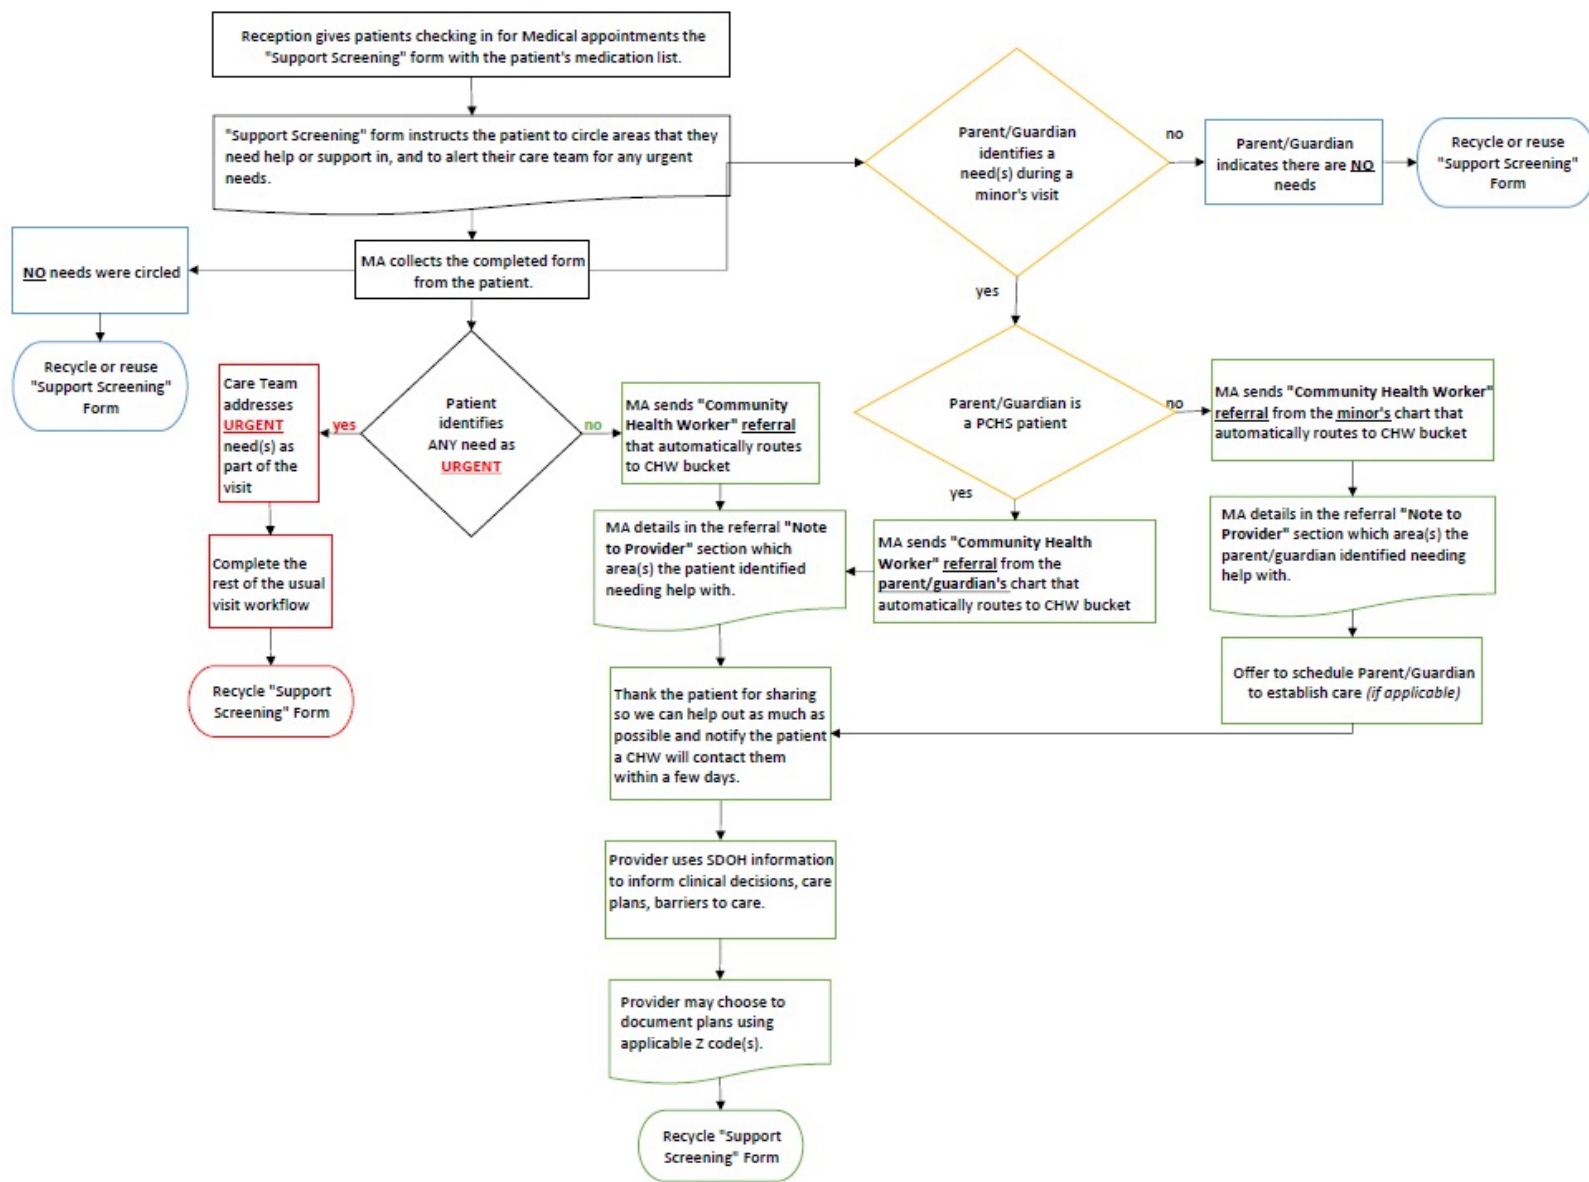 Reception gives patients checking in for Medical appointments the
"Support Screening" form with the patient's medication list.
"Support Screening" form instructs the patient to circle areas that they
need help or support in, and to alert their care team for any urgent
needs.
Parent/Guardian
identifies a
need(s) during a
minor's visit
no
Parent/Guardian
indicates there are NO
needs
Recycle or reuse
"Support Screening"
Form
NO needs were circled
MA collects the completed form
from the patient.
yes
Recycle or reuse
"Support Screening"
Form
Care Team
addresses
URGENT
need(s) as
part of the
visit
yes
Patient
identifies
ANY need as
URGENT
no
MA sends "Community
Health Worker" referral
that automatically routes
to CHW bucket
Parent/Guardian is
a PCHS patient
no
MA sends "Community Health Worker"
referral from the minor's chart that
automatically routes to CHW bucket
yes
Complete the
rest of the usual
visit workflow
MA details in the referral "Note
to Provider" section which
area(s) the patient identified
needing help with.
MA sends "Community Health
Worker" referral from the
parent/guardian's chart that
automatically routes to CHW bucket
MA details in the referral "Note to
Provider" section which area(s) the
parent/guardian identified needing
help with.
Recycle "Support
Screening" Form
Thank the patient for sharing
so we can help out as much as
possible and notify the patient
a CHW will contact them
within a few days.
Offer to schedule Parent/Guardian
to establish care (if applicable)
Provider uses SDOH information
to inform clinical decisions, care
plans, barriers to care.
Provider may choose to
document plans using
applicable Z code(s).
Recycle "Support
Screening" Form